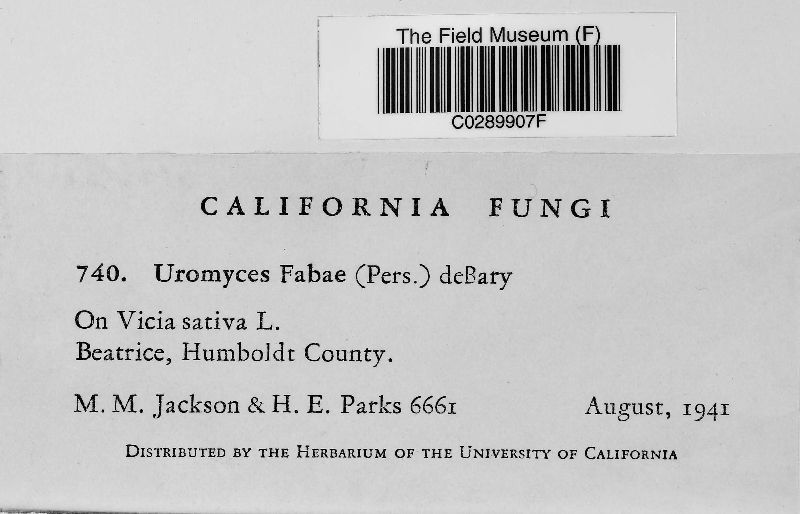 The Field Museum (F)
C0289907F
CALIFORNIA FUNGI
740. Uromyces Fabae (Pers.) deBary
On Vicia sativa L.
Beatrice, Humboldt County.
M. M. Jackson & H. E. Parks 6661 August, 1941
Distributed by the Herbarium of the University of California